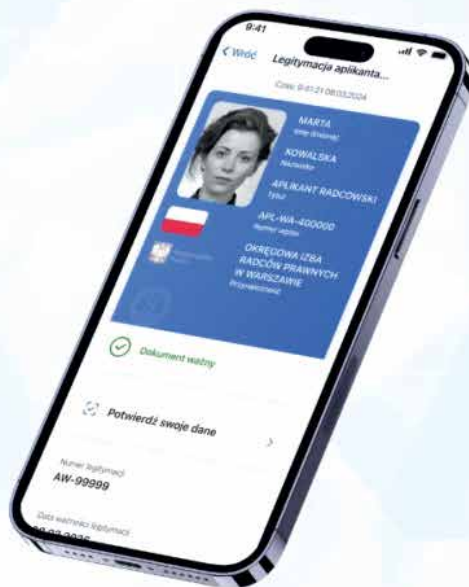 9:41
Wróć
Legitymacja aplikanta...
Czas: 9:41:21 08.03.2024
MARTA
Imię (Imiona)
KOWALSKA
Nazwisko
APLIKANT RADCOWSKI
Tytuł
APL-WA-400000
Numer wpisu
OKRĘGOWA IZBA
RADCÓW PRAWNYCH
W WARSZAWIE
Przynależność
Dokument ważny
Potwierdź swoje dane
Numer legitymacji
AW-99999
Data ważności legitymacji